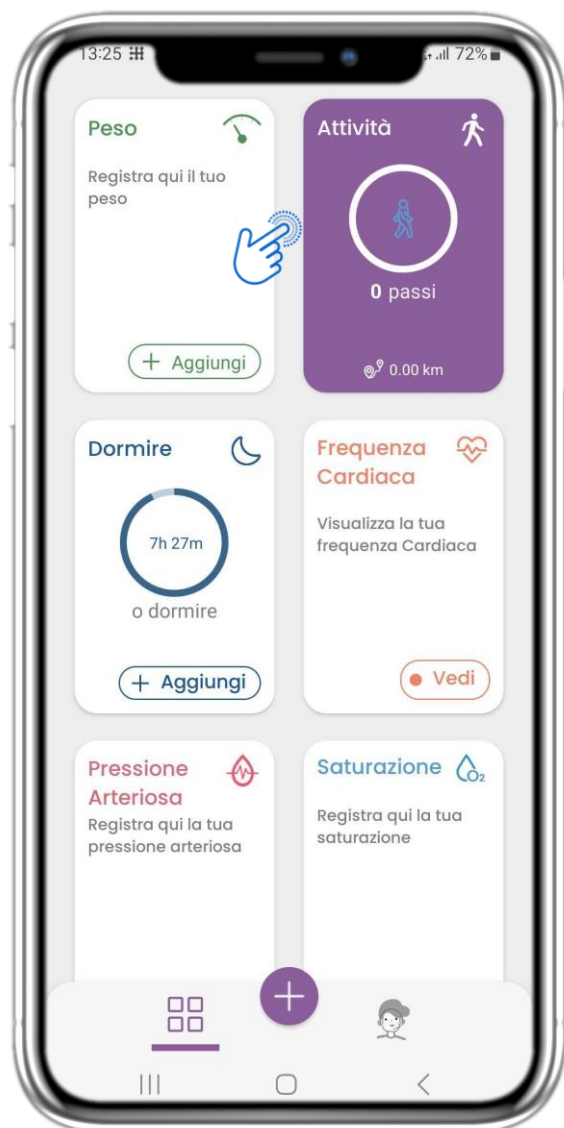 13:25
72%
Peso
Registra qui il tuo
peso
+ Aggiungi
Attività
0 passi
0.00 km
Dormire
7h 27m
o dormire
+ Aggiungi
Frequenza
Cardiaca
Visualizza la tua
frequenza Cardiaca
Vedi
Pressione
Arteriosa
Registra qui la tua
pressione arteriosa
Saturazione
O₂
Registra qui la tua
saturazione